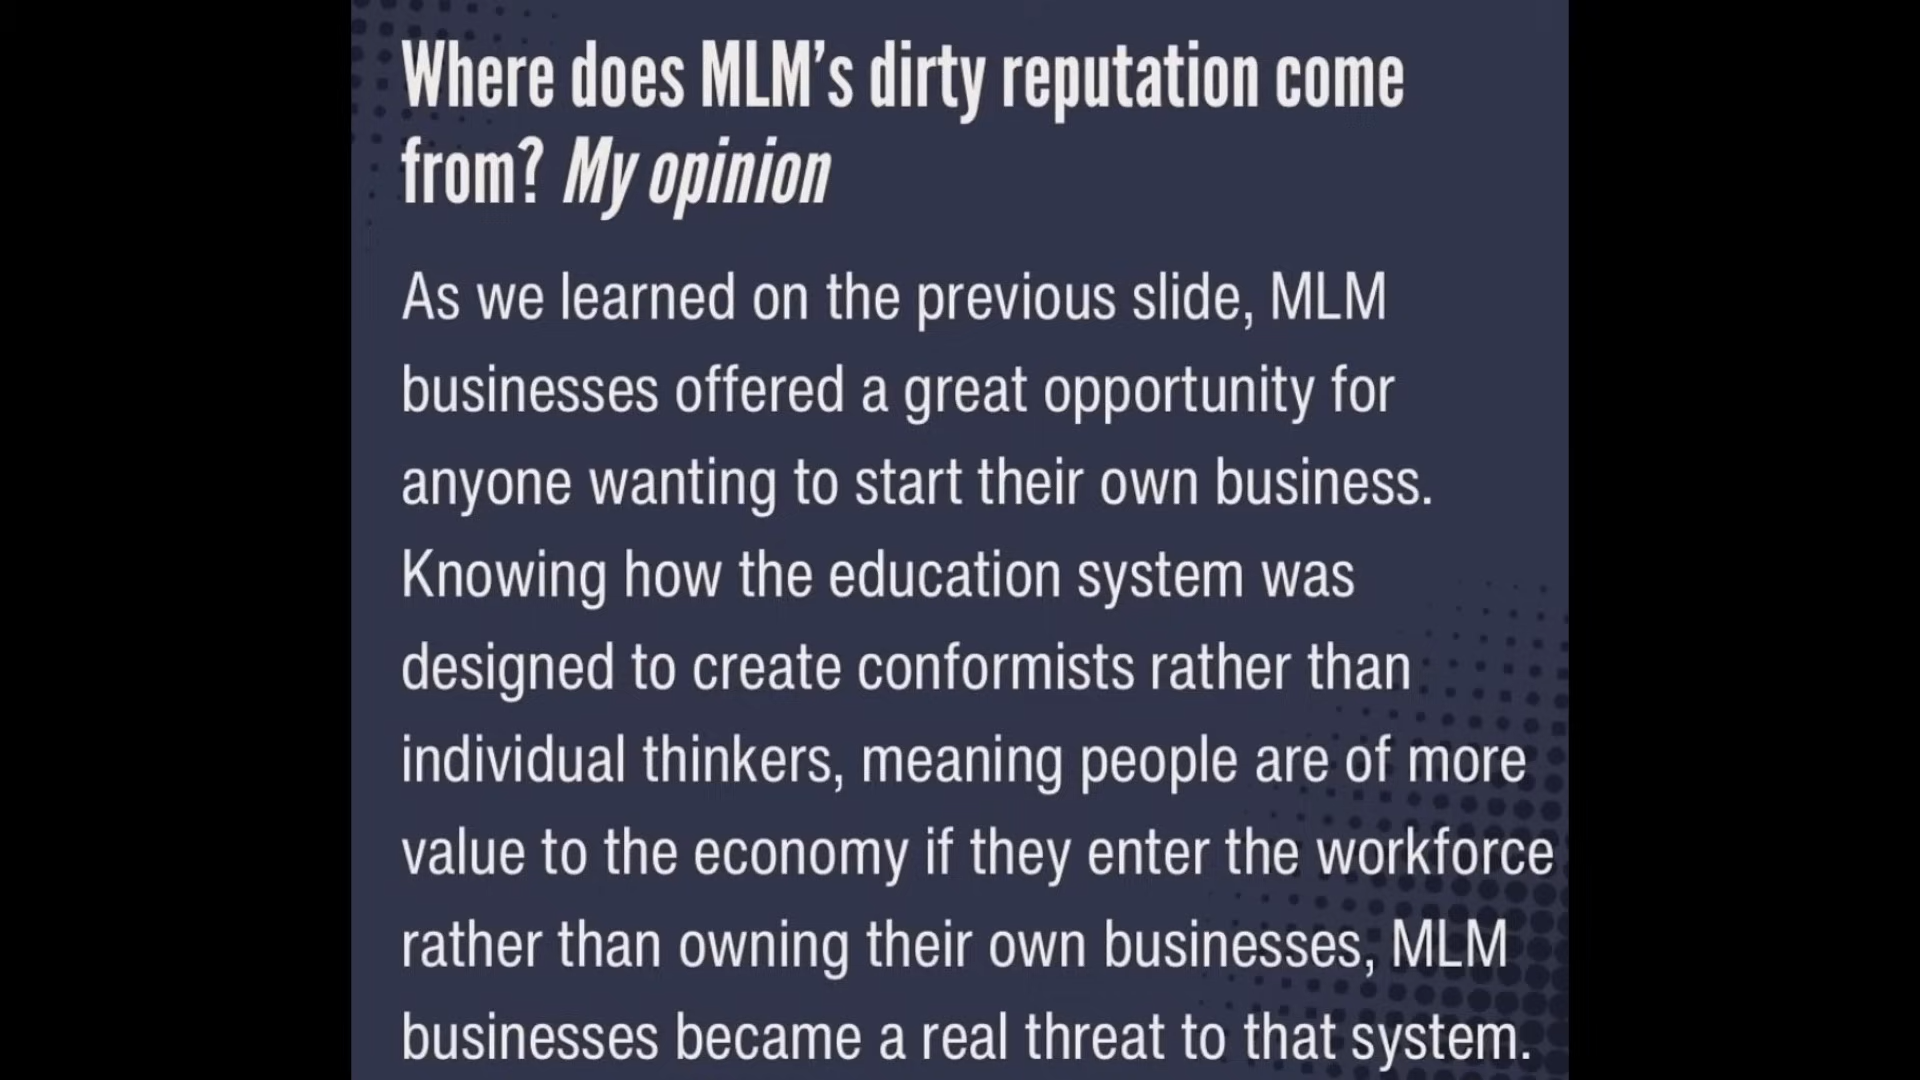 Where does MLM’s dirty reputation come
from? My opinion
As we learned on the previous slide, MLM
businesses offered a great opportunity for
anyone wanting to start their own business.
Knowing how the education system was
designed to create conformists rather than
individual thinkers, meaning people are of more
value to the economy if they enter the workforce
rather than owning their own businesses, MLM
businesses became a real threat to that system.